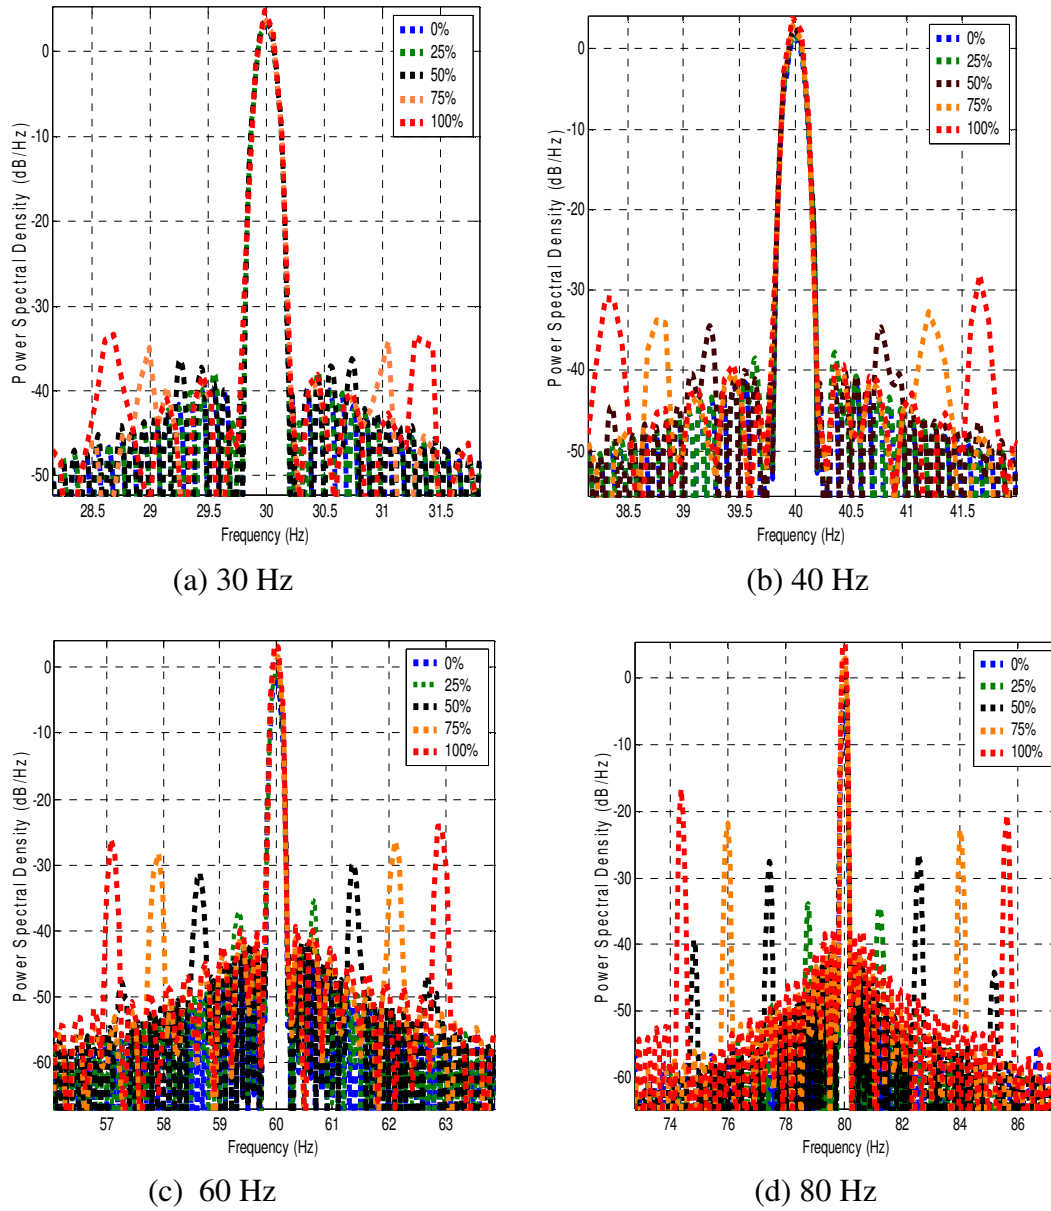 0
-10
-20
-30
-40
-50
Power Spectral Density (dB/Hz)
0%
25%
50%
75%
100%
28.5 29 29.5 30 30.5 31 31.5
Frequency (Hz)
(a) 30 Hz
0
-10
-20
-30
-40
-50
Power Spectral Density (dB/Hz)
0%
25%
50%
75%
100%
38.5 39 39.5 40 40.5 41 41.5
Frequency (Hz)
(b) 40 Hz
0
-10
-20
-30
-40
-50
-60
Power Spectral Density (dB/Hz)
0%
25%
50%
75%
100%
57 58 59 60 61 62 63
Frequency (Hz)
(c) 60 Hz
0
-10
-20
-30
-40
-50
-60
Power Spectral Density (dB/Hz)
0%
25%
50%
75%
100%
74 76 78 80 82 84 86
Frequency (Hz)
(d) 80 Hz